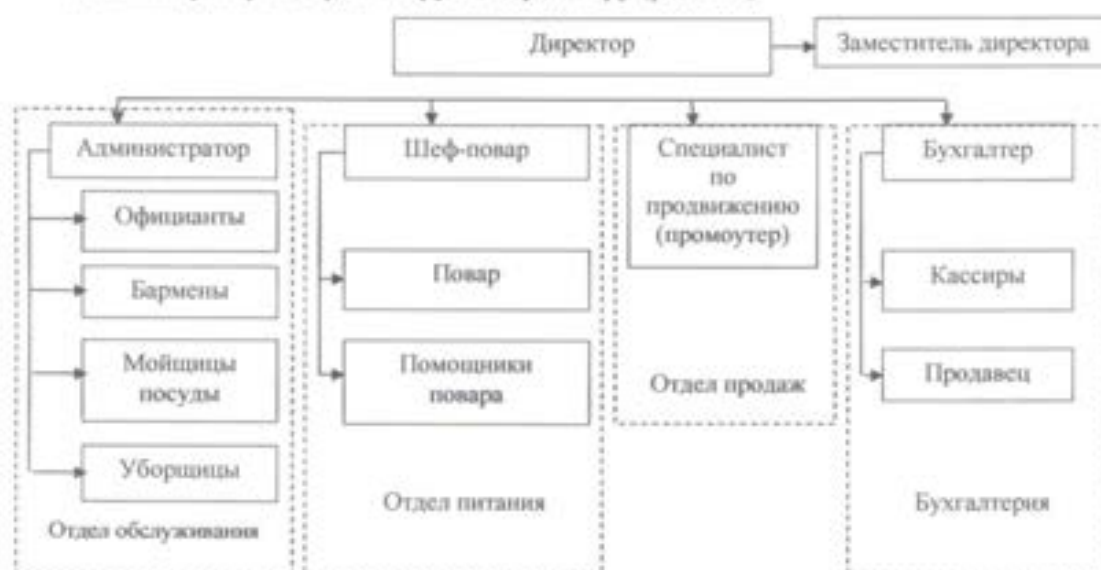 Директор
Заместитель директора
Администратор
Официанты
Бармены
Мойщицы
посуды
Уборщицы
Отдел обслуживания
Шеф-повар
Повар
Помощники
повара
Отдел питания
Специалист
по
продвижению
(промоутер)
Отдел продаж
Бухгалтер
Кассиры
Продавец
Бухгалтерия